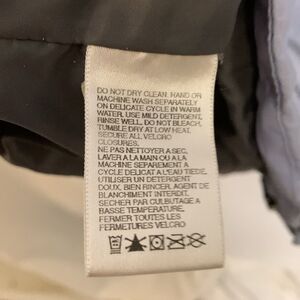 DO NOT DRY CLEAN. HAND OR
MACHINE WASH SEPARATELY
ON DELICATE CYCLE IN WARM
WATER. USE MILD DETERGENT,
RINSE WELL. DO NOT BLEACH.
TUMBLE DRY AT LOW HEAT.
SECURE ALL VELCRO
CLOSURES.
NE PAS NETTOYER A SEC.
LAVER A LA MAIN OU A LA
MACHINE SEPAREMENT A
CYCLE DELICAT A L'EAU TIEDE.
UTILISER UN DETERGENT
DOUX, BIEN RINCER. AGENT DE
BLANCHIMENT INTERDIT.
SECHER PAR CULBUTAGE A
BASSE TEMPERATURE.
FERMER TOUTES LES
FERMETURES VELCRO